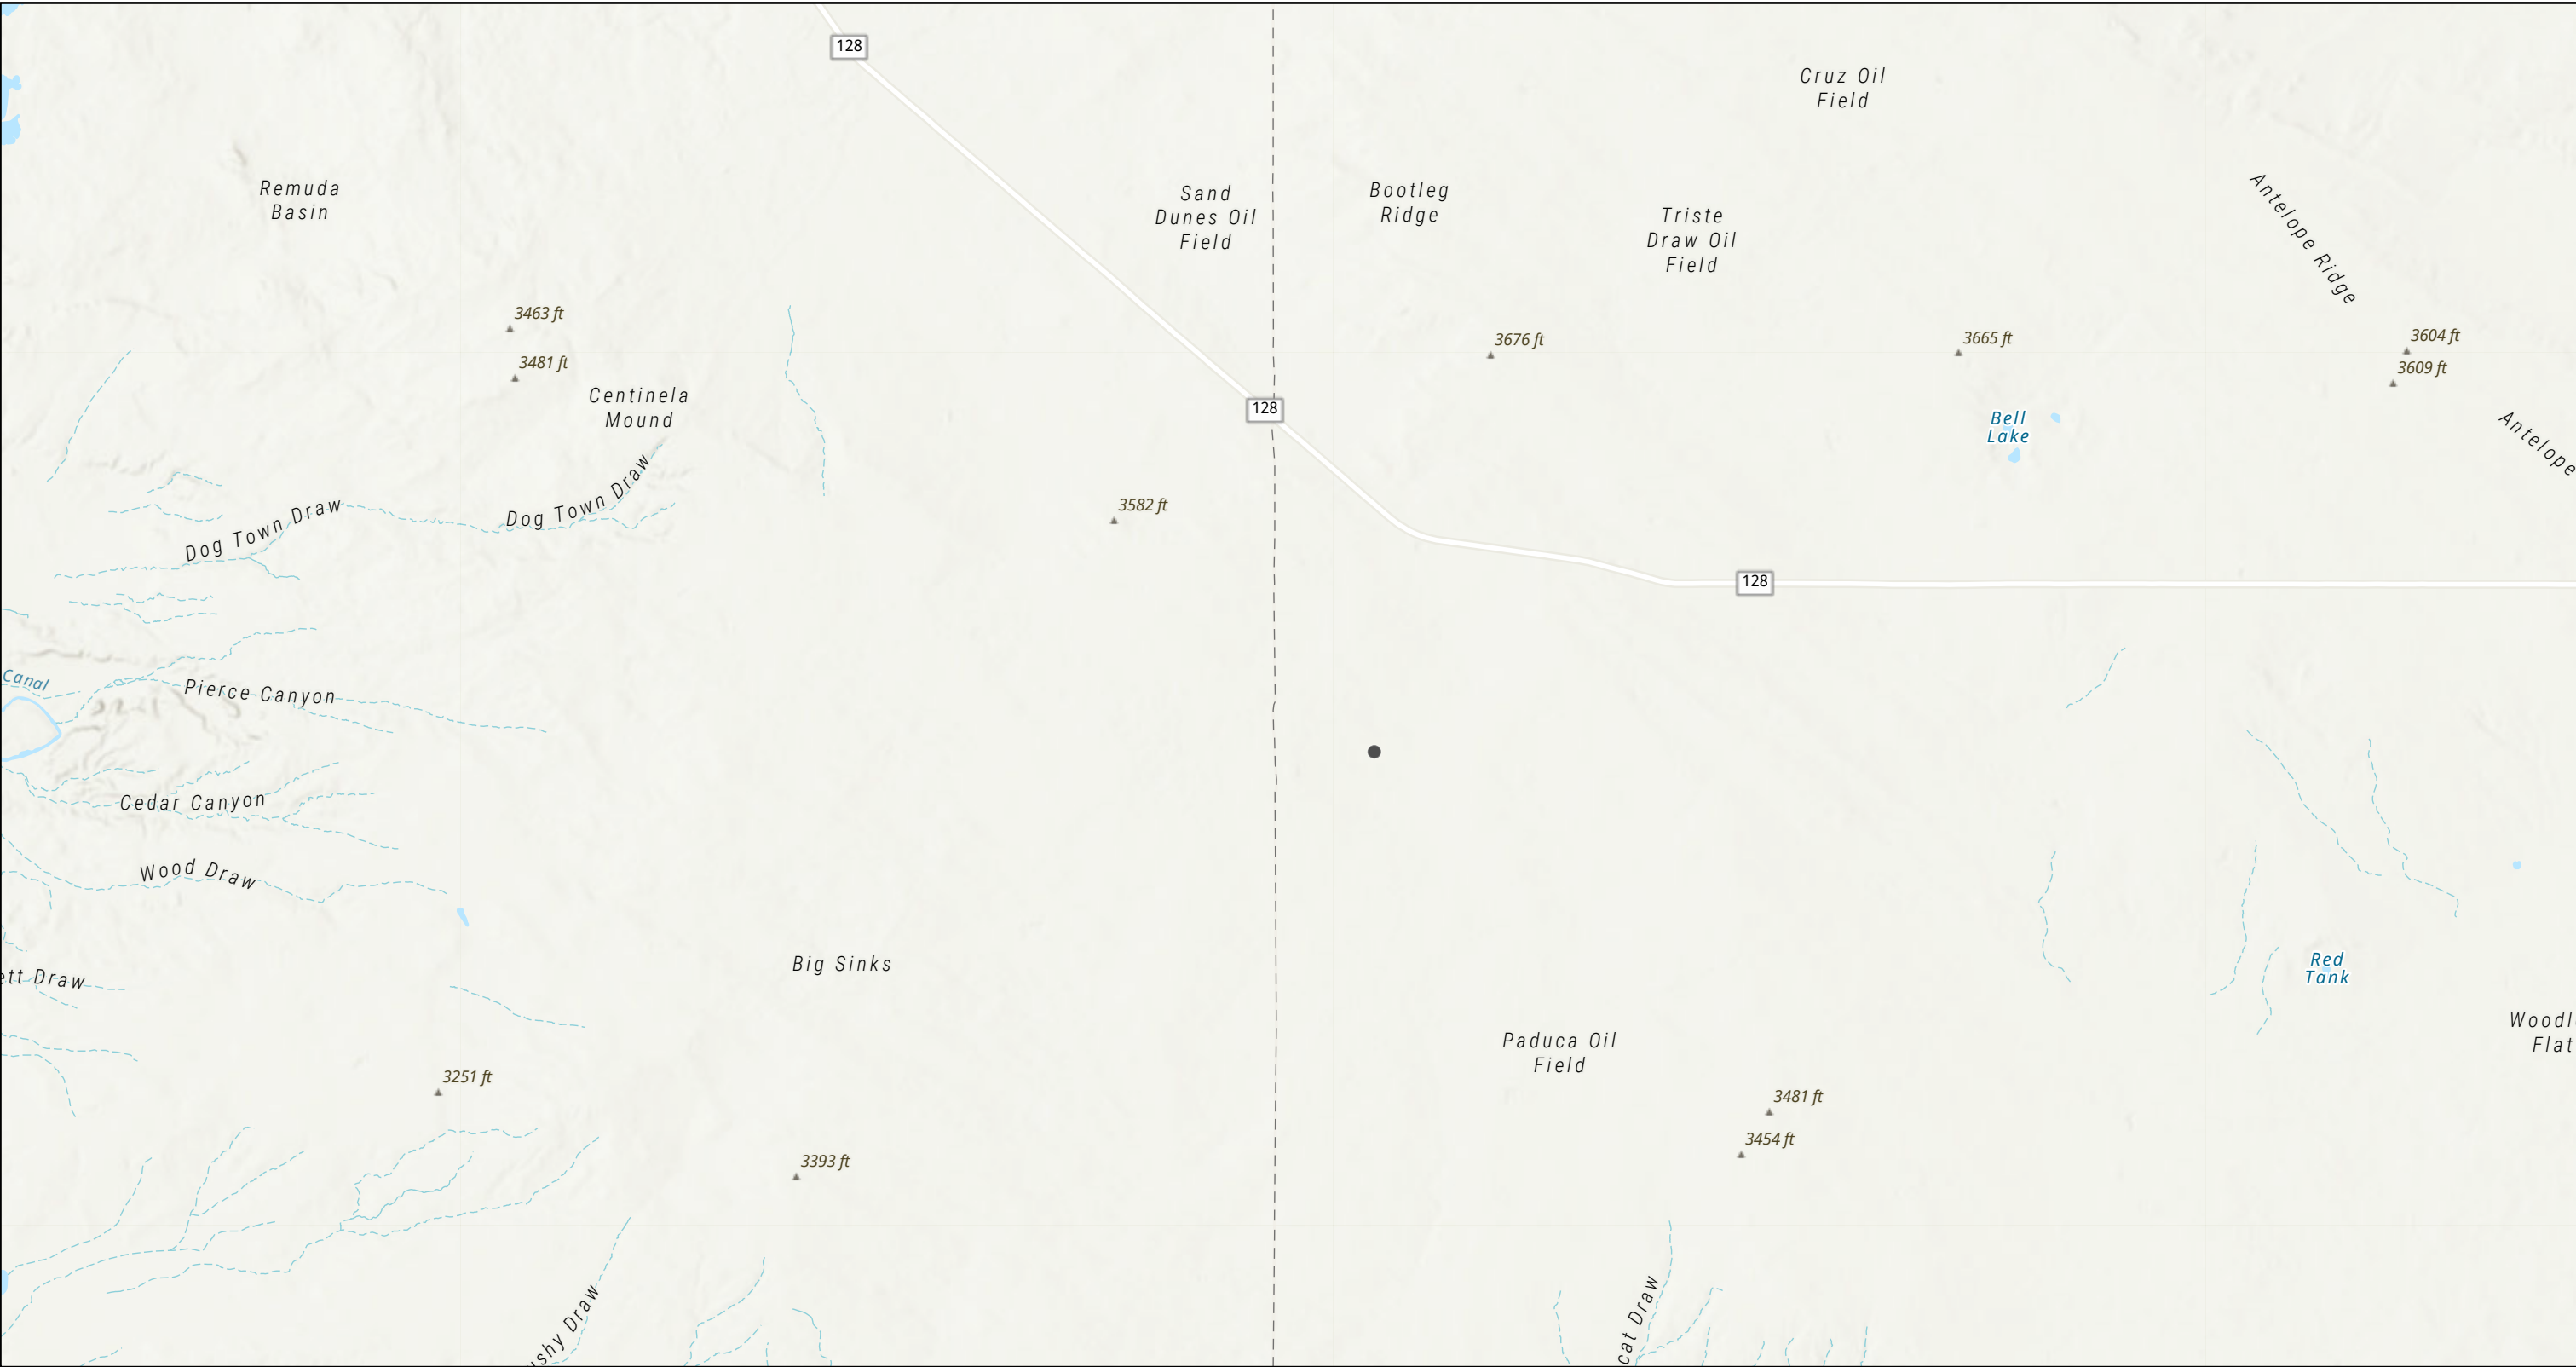 128
Cruz Oil
Field
Remuda
Basin
Sand
Dunes Oil
Field
Bootleg
Ridge
Triste
Draw Oil
Field
Antelope Ridge
3463 ft
3481 ft
3676 ft
3665 ft
3604 ft
3609 ft
Centinela
Mound
128
Bell
Lake
Antelope
Dog Town Draw
Dog Town Draw
3582 ft
128
Canal
Pierce Canyon
Cedar Canyon
Wood Draw
Big Sinks
ett Draw
Red
Tank
Woodl
Flat
Paduca Oil
Field
3251 ft
3481 ft
3454 ft
3393 ft
ushy Draw
cat Draw